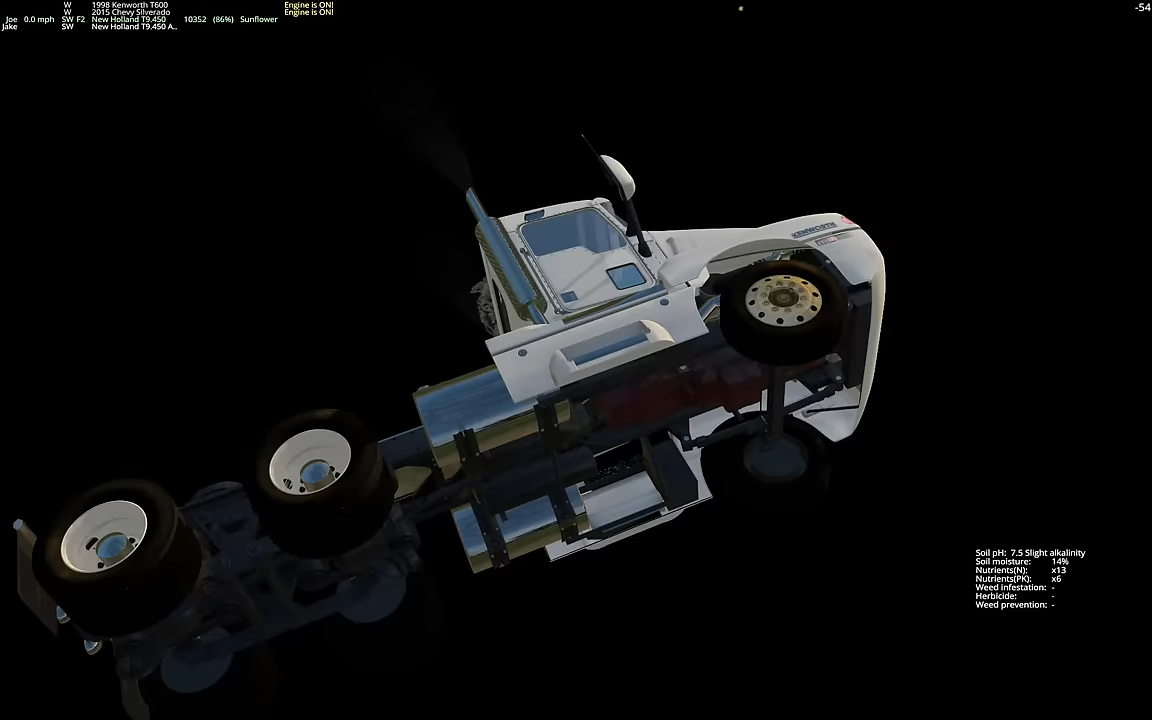 W 1998 Kenworth T600 Engine is ON!
W 2015 Chevy Silverado Engine is ON!
Joe 0.0 mph SW F2 New Holland T9.450 10352 (86%) Sunflower
Jake SW New Holland T9.450 A..
-54
KENWORTH
Soil pH: 7.5 Slight alkalinity
Soil moisture: 14%
Nutrients(N): x13
Nutrients(PK): x6
Weed infestation: -
Herbicide: -
Weed prevention: -